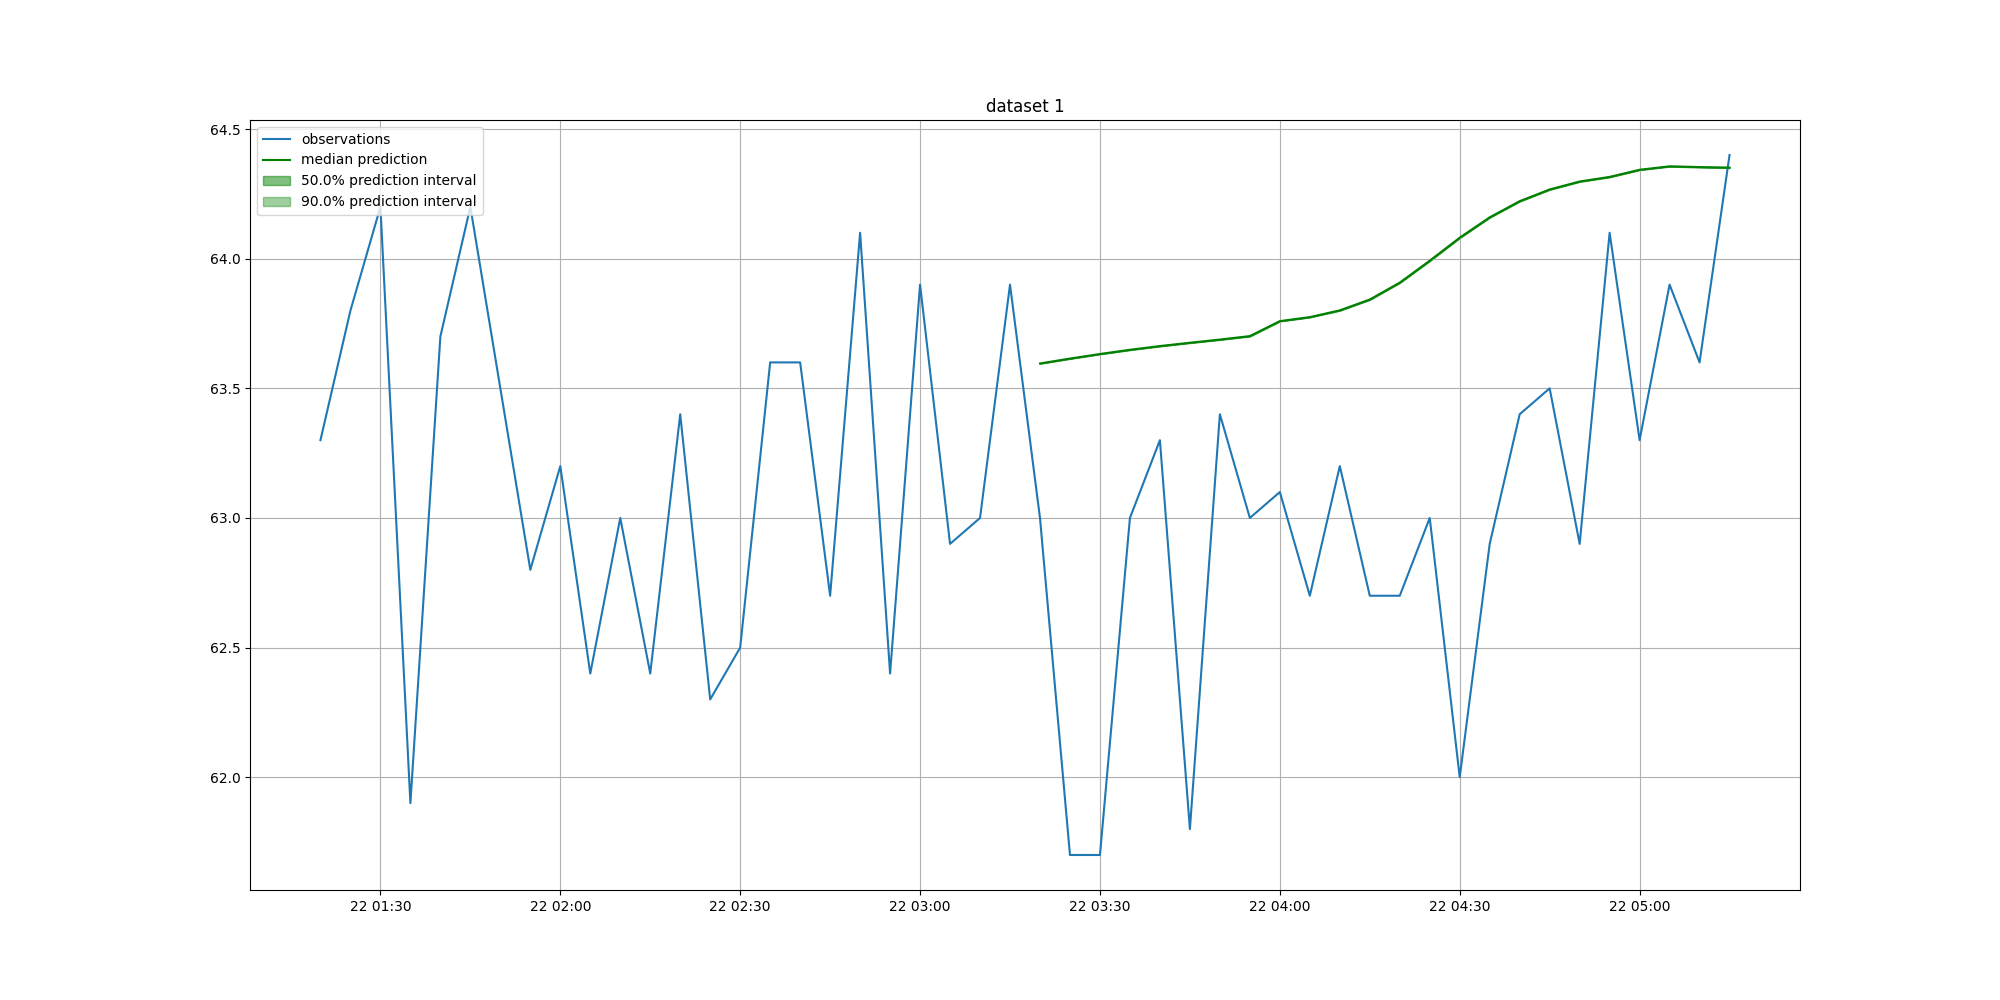 dataset 1
64.5
64.0
63.5
63.0
62.5
62.0
observations
median prediction
50.0% prediction interval
90.0% prediction interval
22 01:30
22 02:00
22 02:30
22 03:00
22 03:30
22 04:00
22 04:30
22 05:00